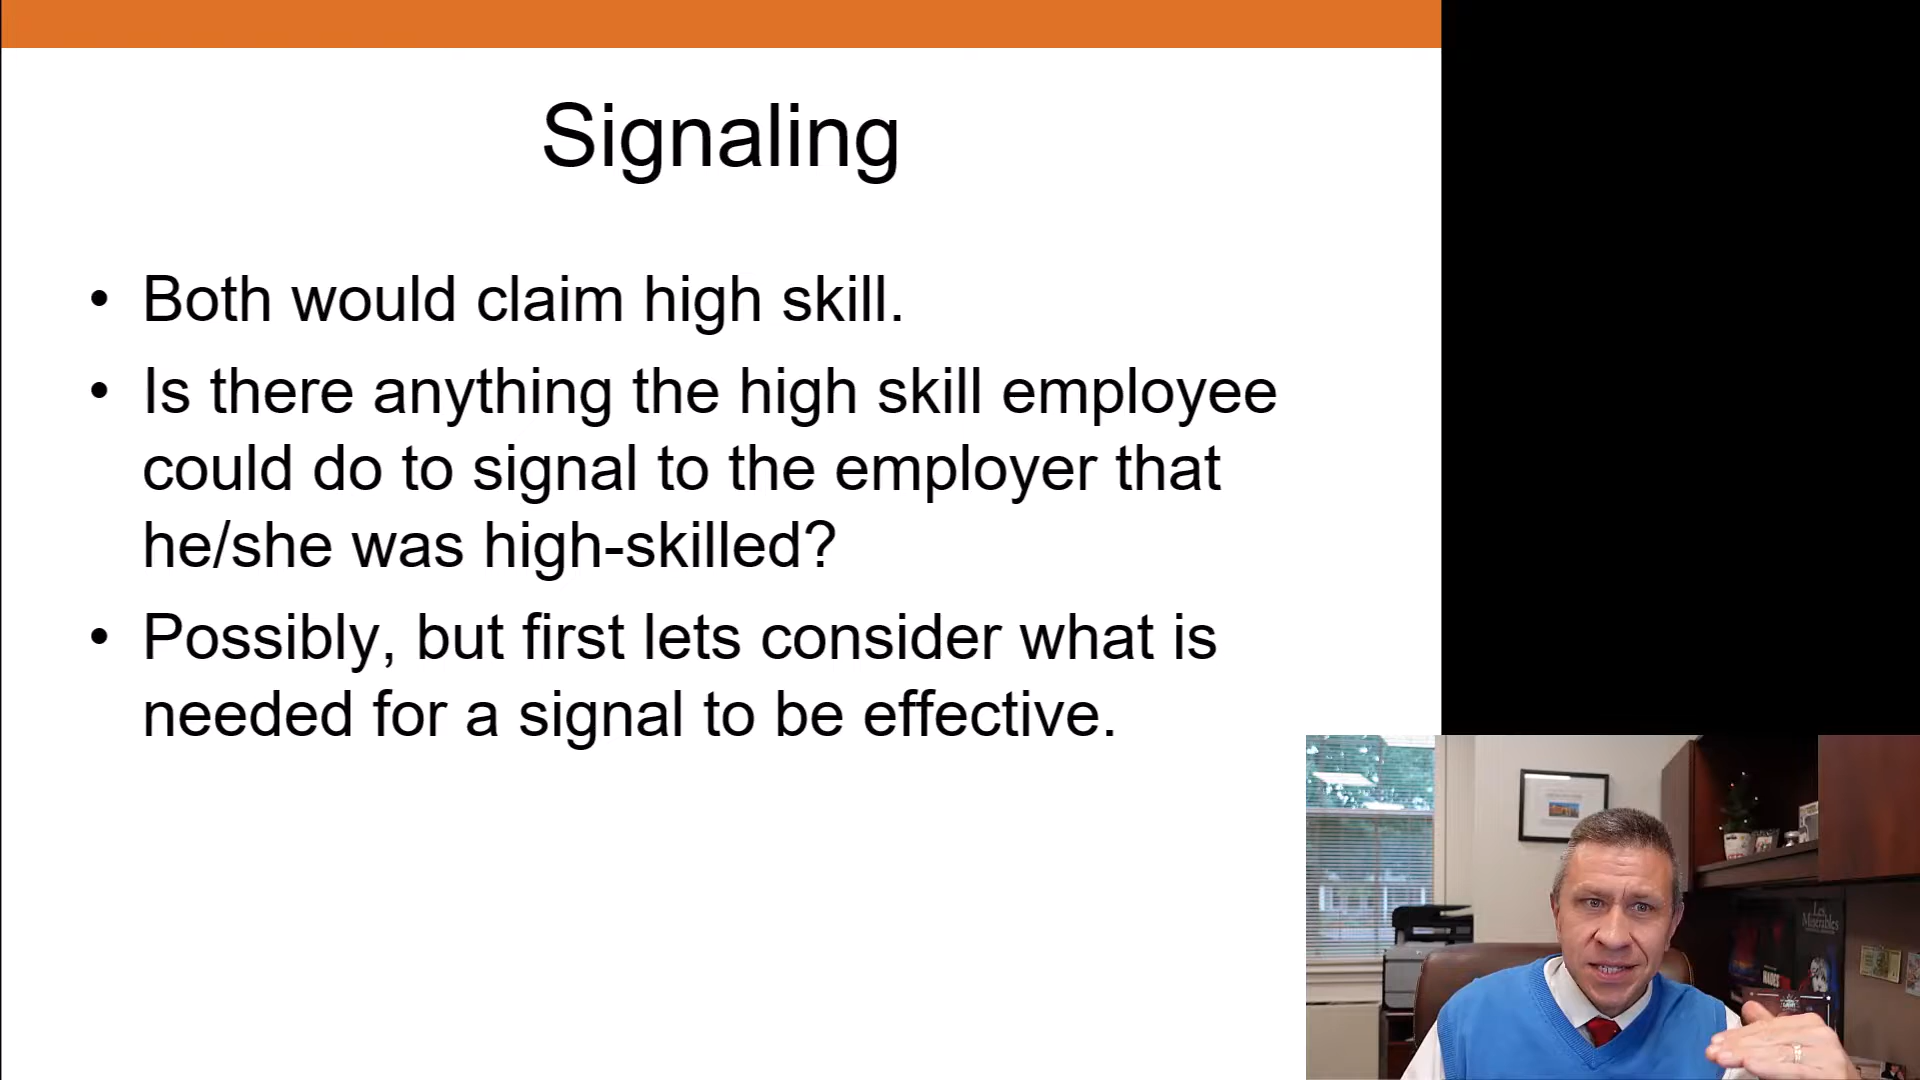 Signaling
• Both would claim high skill.
• Is there anything the high skill employee
could do to signal to the employer that
he/she was high-skilled?
• Possibly, but first lets consider what is
needed for a signal to be effective.
Les
Misérables